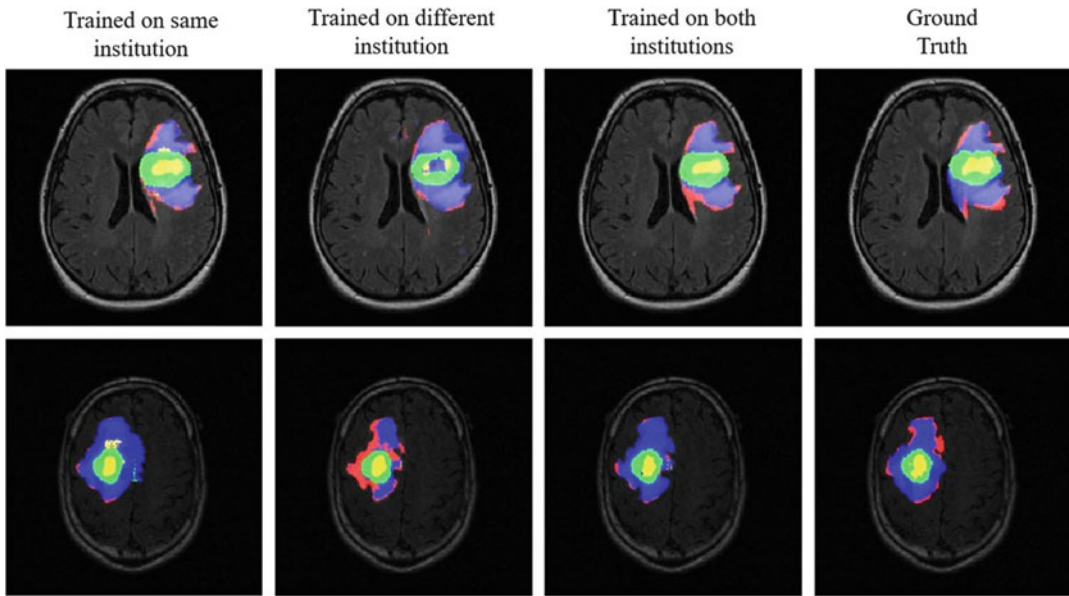 Trained on same
institution
Trained on different
institution
Trained on both
institutions
Ground
Truth